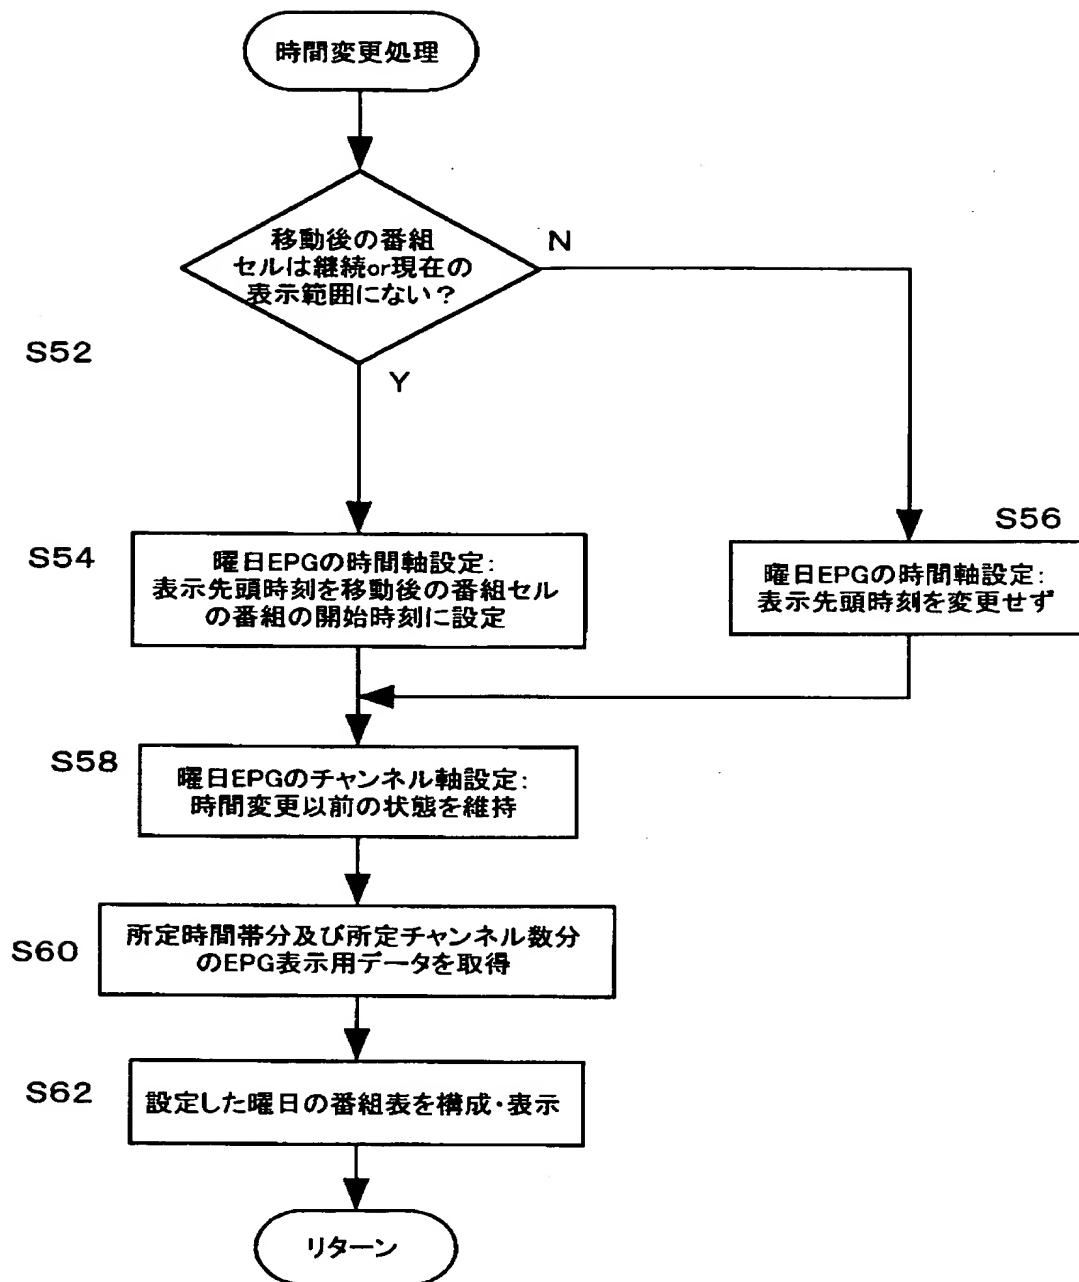 時間変更処理
移動後の番組
セルは継続or現在の
表示範囲にない?
N
S52
Y
S54
曜日EPGの時間軸設定:
表示先頭時刻を移動後の番組セル
の番組の開始時刻に設定
S56
曜日EPGの時間軸設定:
表示先頭時刻を変更せず
S58
曜日EPGのチャンネル軸設定:
時間変更以前の状態を維持
S60
所定時間帯分及び所定チャンネル数分
のEPG表示用データを取得
S62
設定した曜日の番組表を構成・表示
リターン